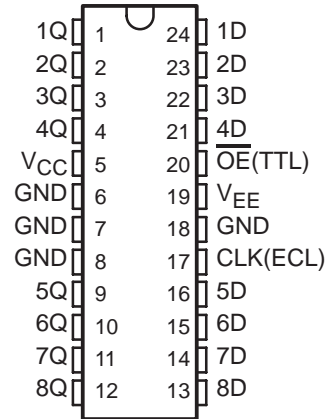 1Q 1 24 1D
2Q 2 23 2D
3Q 3 22 3D
4Q 4 21 4D
VCC 5 20 OE(TTL)
GND 6 19 VEE
GND 7 18 GND
GND 8 17 CLK(ECL)
5Q 9 16 5D
6Q 10 15 6D
7Q 11 14 7D
8Q 12 13 8D